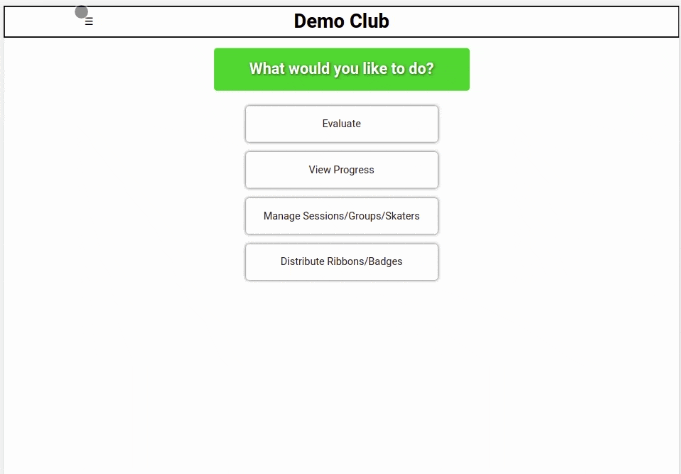 Demo Club
What would you like to do?
Evaluate
View Progress
Manage Sessions/Groups/Skaters
Distribute Ribbons/Badges